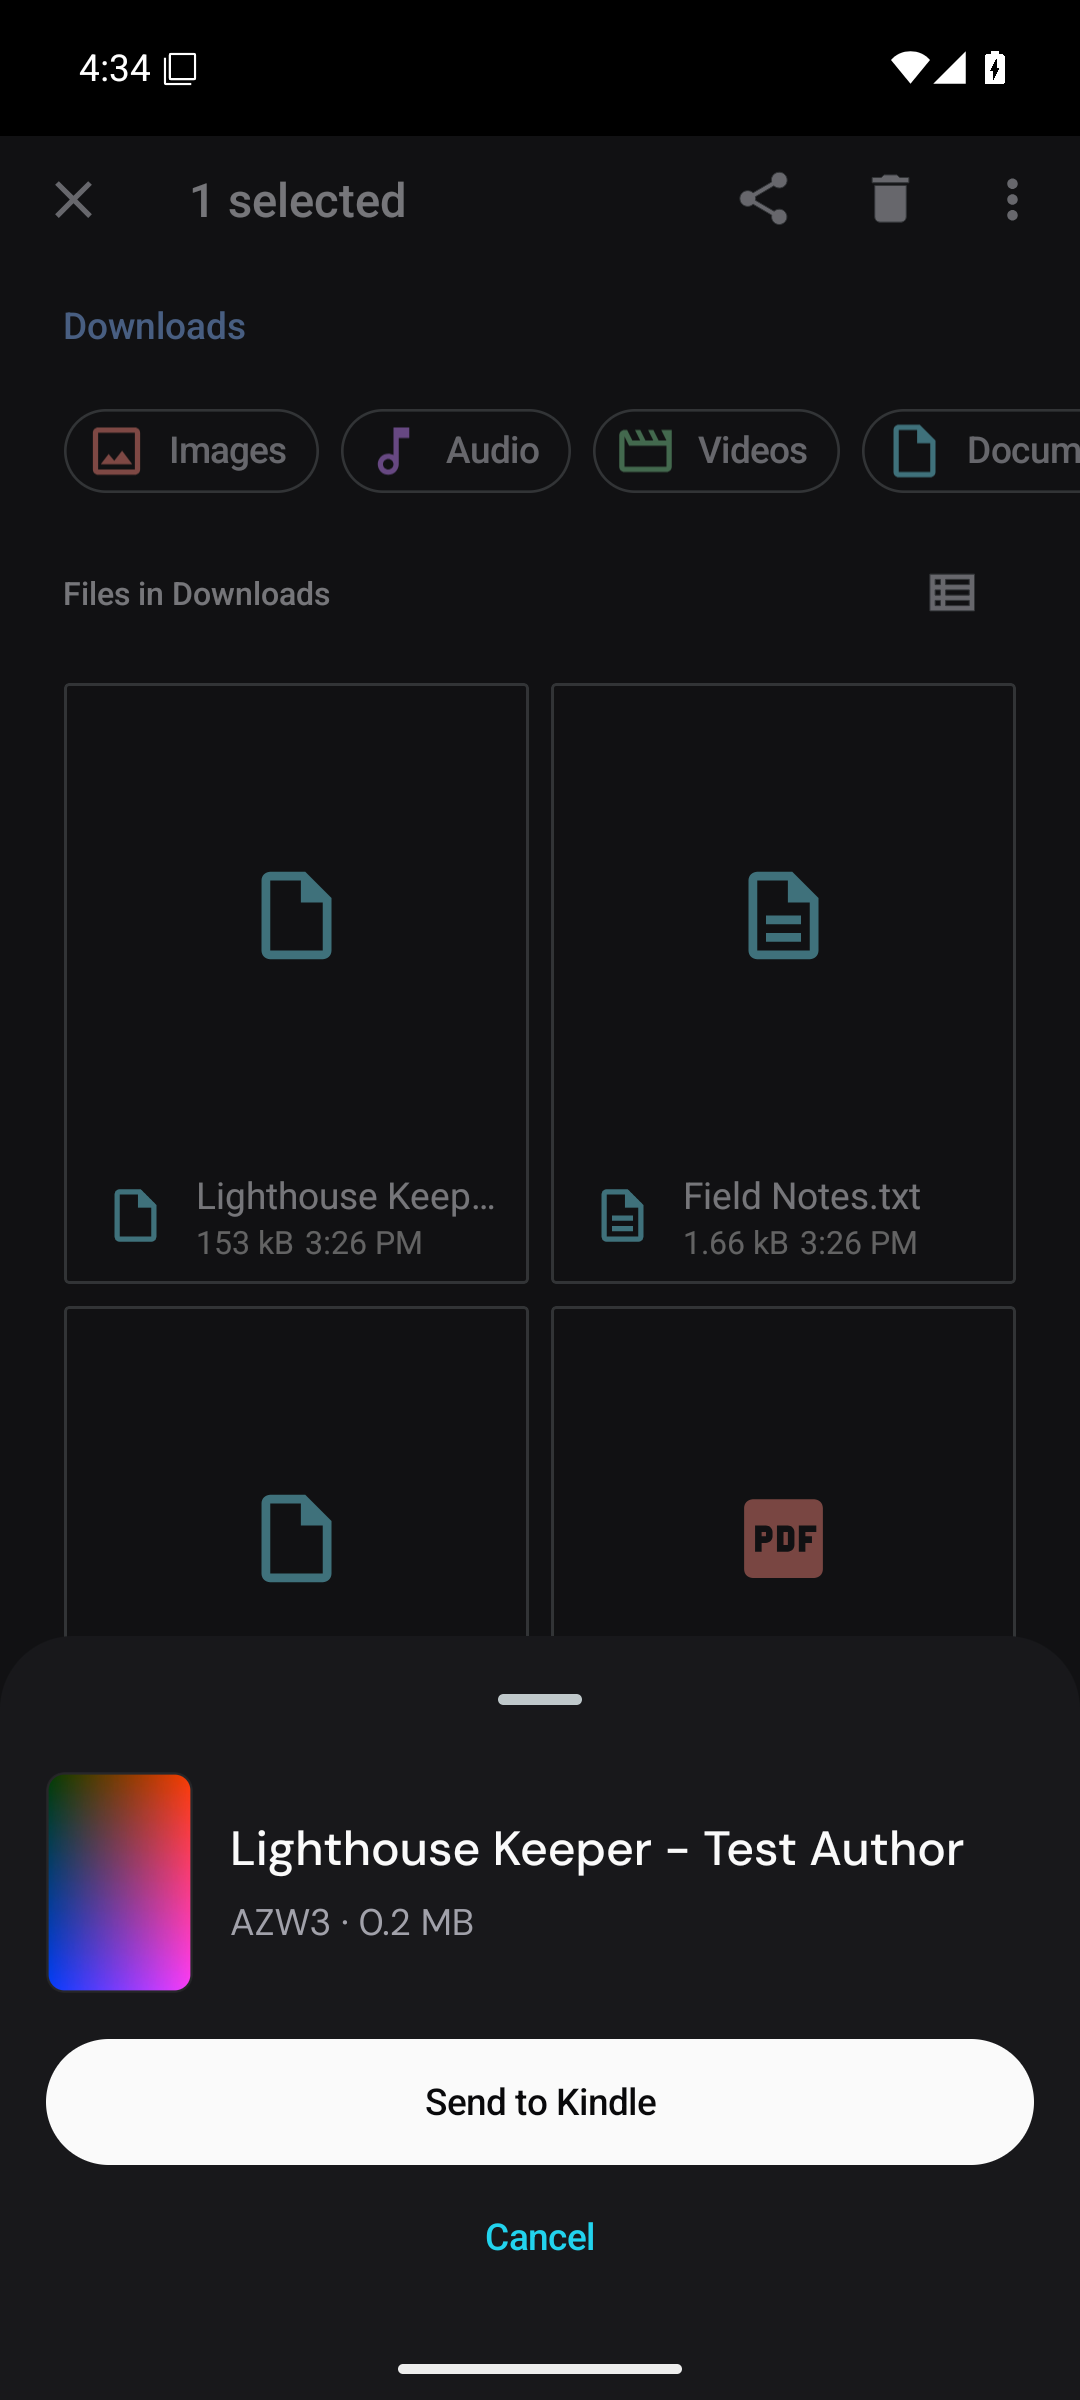 4:34
1 selected
Downloads
Images
Audio
Videos
Docum
Files in Downloads
Lighthouse Keep...
153 kB 3:26 PM
Field Notes.txt
1.66 kB 3:26 PM
PDF
Lighthouse Keeper - Test Author
AZW3 · 0.2 MB
Send to Kindle
Cancel